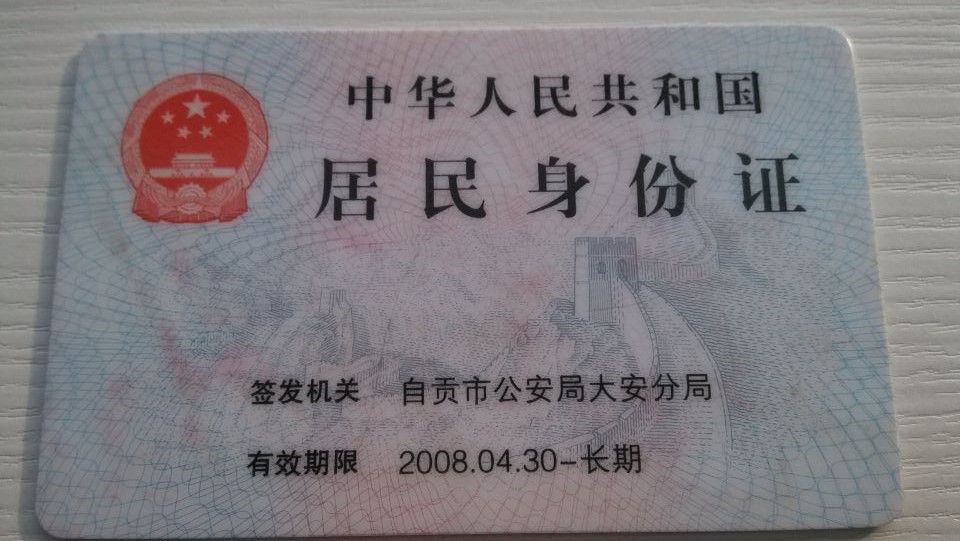 中华人民共和国
居民身份证
签发机关 自贡市公安局大安分局
有效期限 2008.04.30-长期